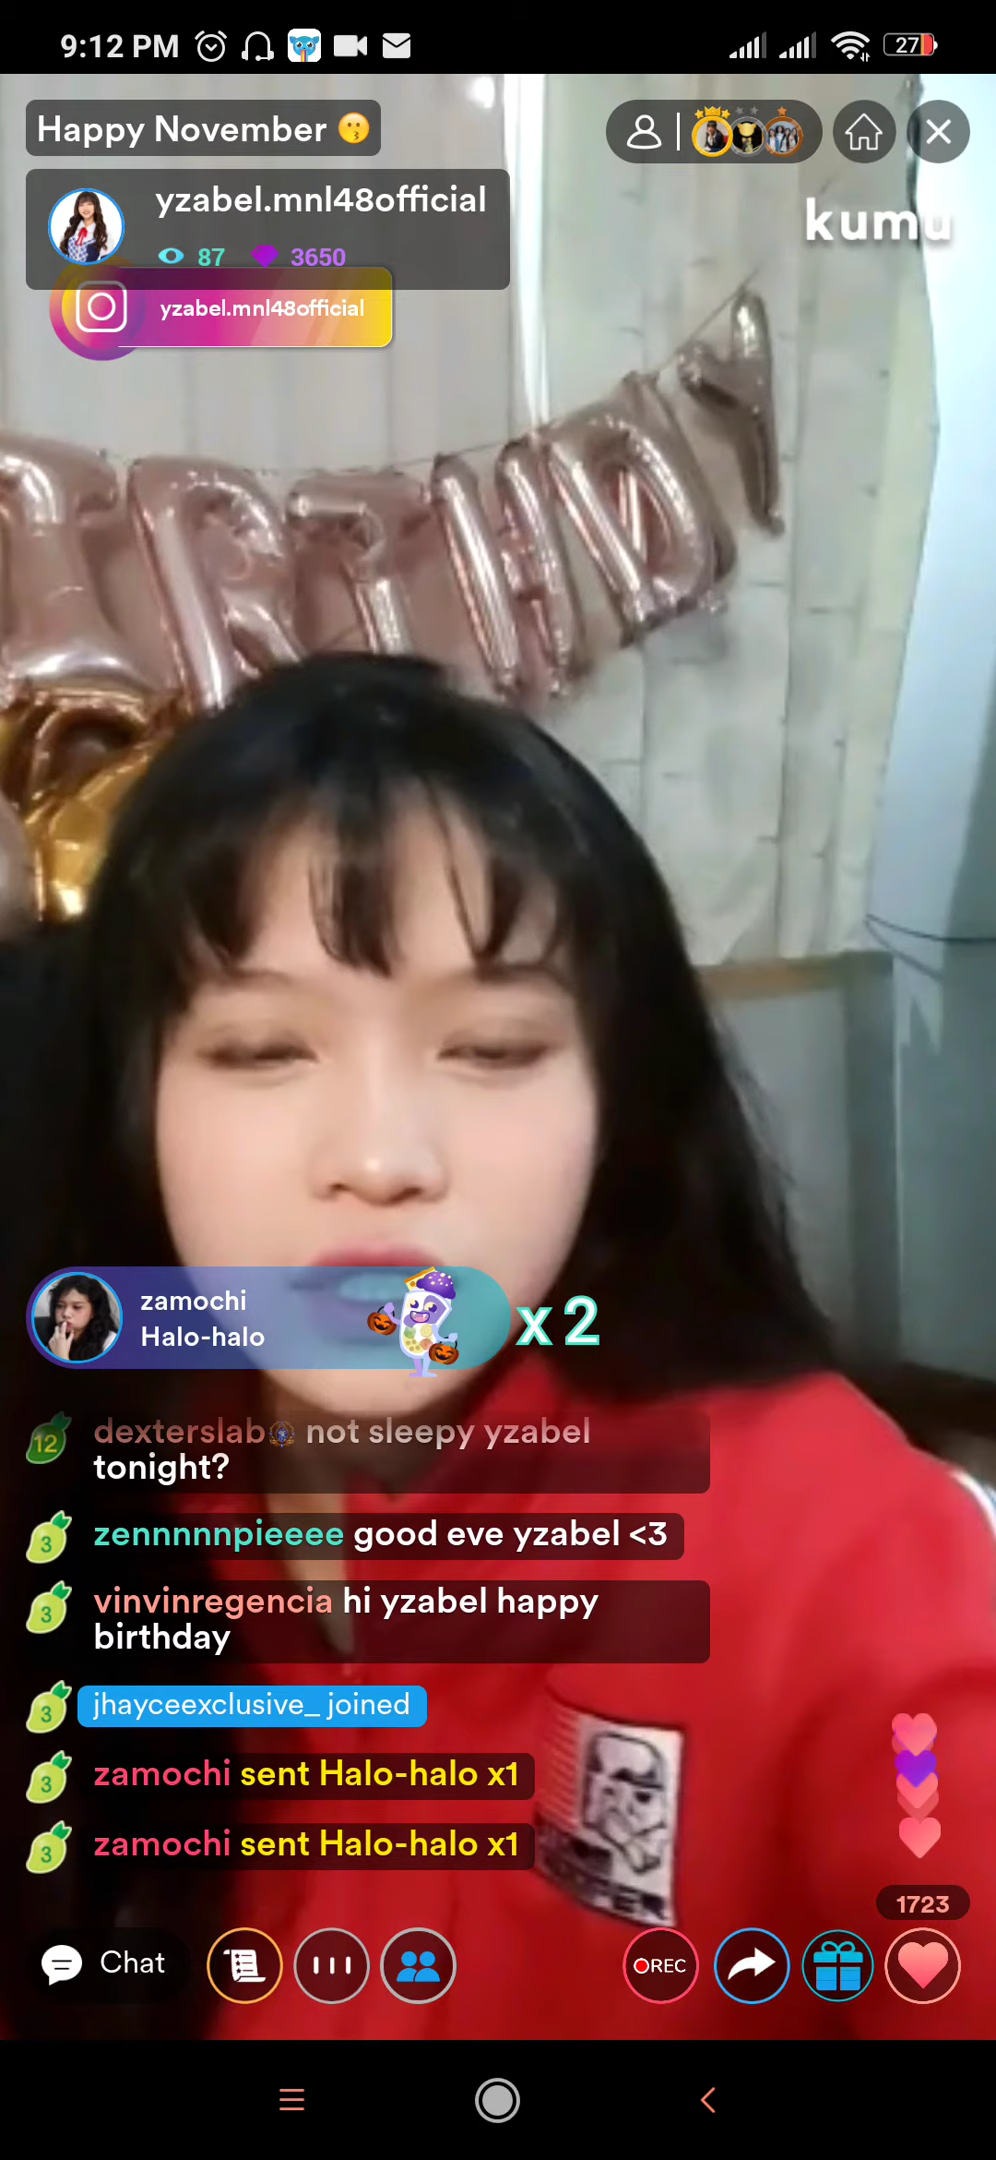 9:12 PM
27
Happy November 😗
yzabel.mnl48official
87 3650
kumu
yzabel.mnl48official
IRTHDAY
zamochi
Halo-halo
x 2
12 dexterslab not sleepy yzabel
tonight?
3 zennnnnpieeee good eve yzabel <3
3 vinvinregencia hi yzabel happy
birthday
3 jhayceexclusive_ joined
3 zamochi sent Halo-halo x1
3 zamochi sent Halo-halo x1
1723
Chat
REC